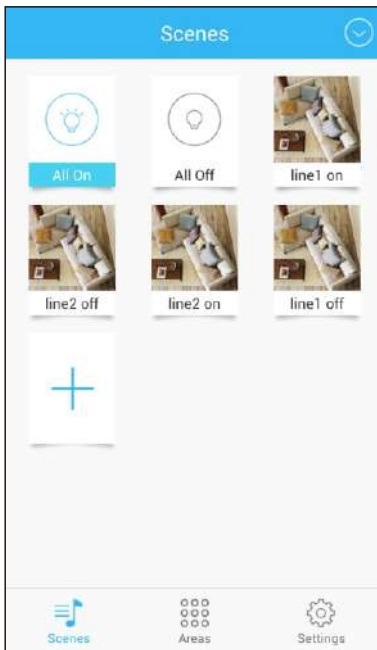 Scenes
All On
All Off
line1 on
line2 off
line2 on
line1 off
Scenes
Areas
Settings